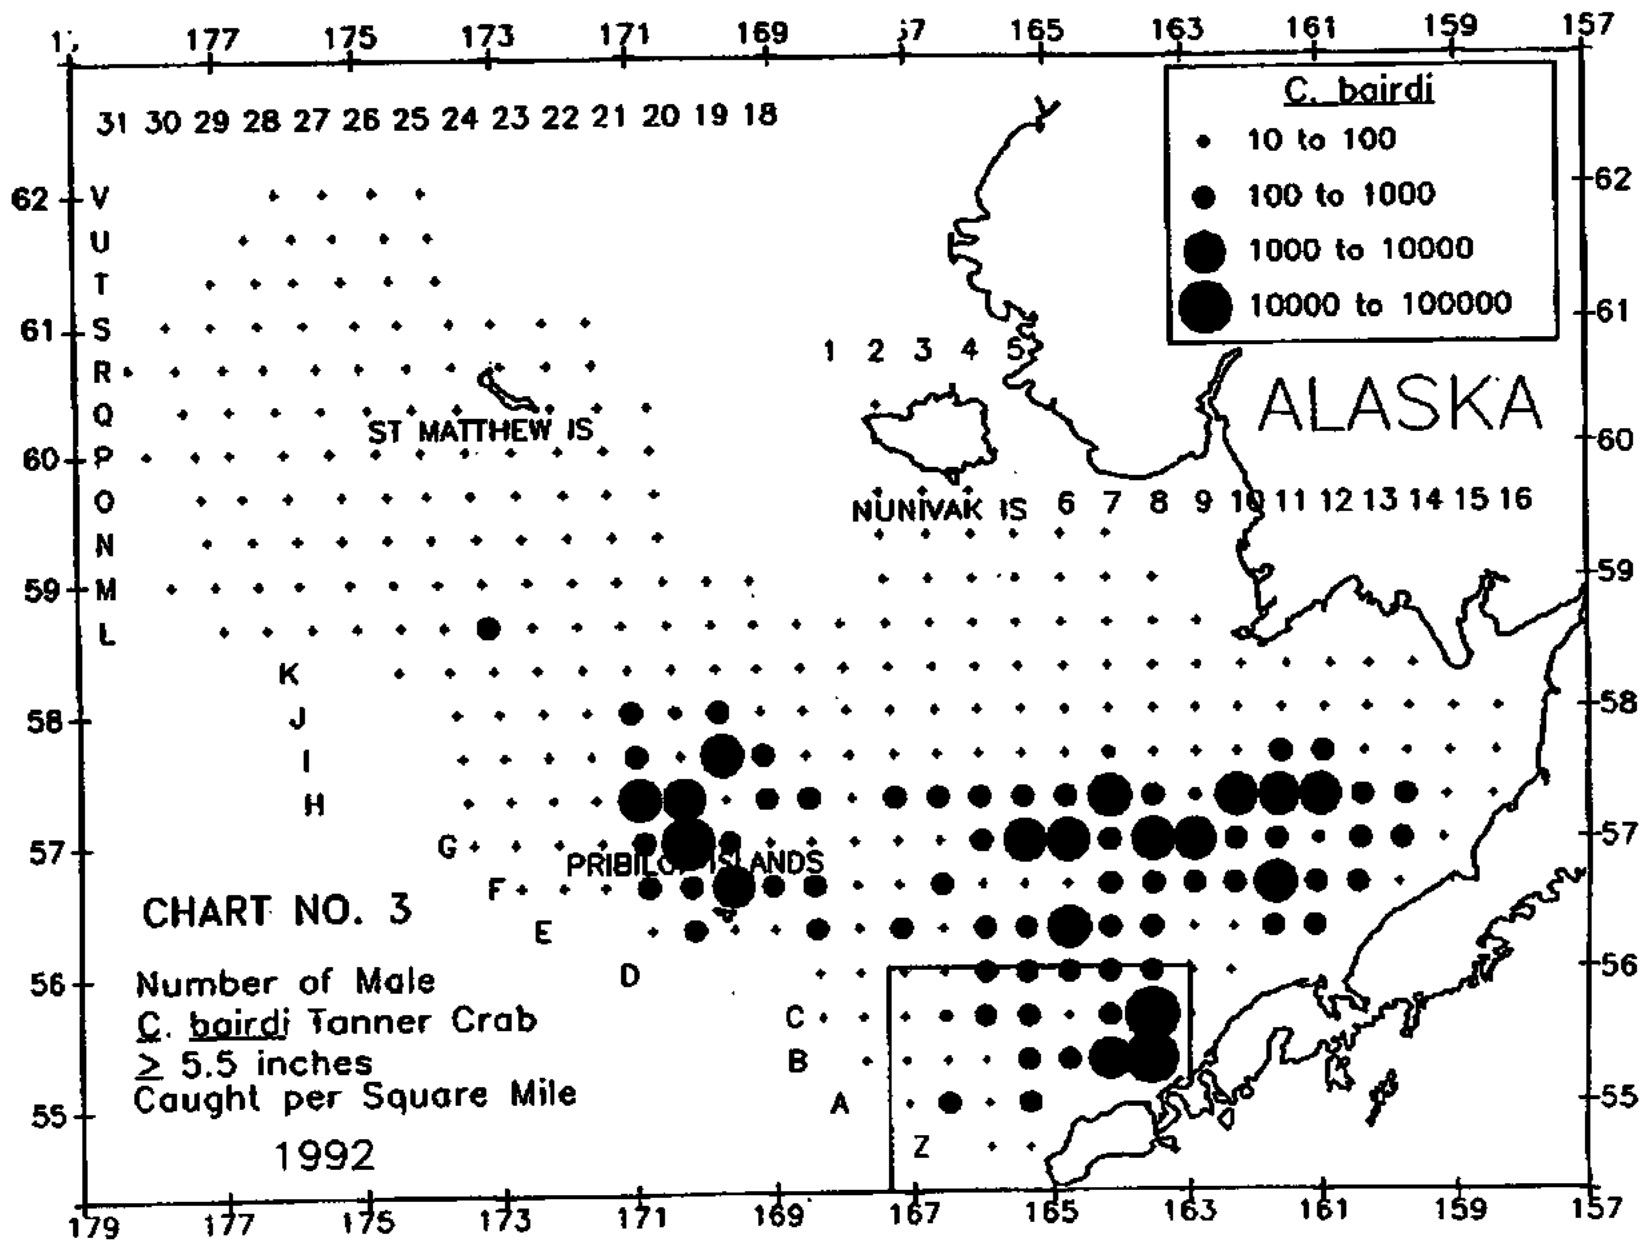 177 175 173 171 169 165 163 161 159 157
C. bairdi
10 to 100
100 to 1000
1000 to 10000
10000 to 100000
31 30 29 28 27 26 25 24 23 22 21 20 19 18
62 V 62
U
T
61 S 61
R
1 2 3 4 5
Q
ALASKA
ST MATTHEW IS
60 P 60
O
NUNIVAK IS 6 7 8 9 10 11 12 13 14 15 16
N
59 M 59
L
K
58 J 58
I
H
57 G 57
PRIBILOF ISLANDS
F
CHART NO. 3
E
56 D 56
Number of Male
C. bairdi Tanner Crab
≥ 5.5 inches
Caught per Square Mile
C
B
55 A 55
Z
1992
179 177 175 173 171 169 167 165 163 161 159 157